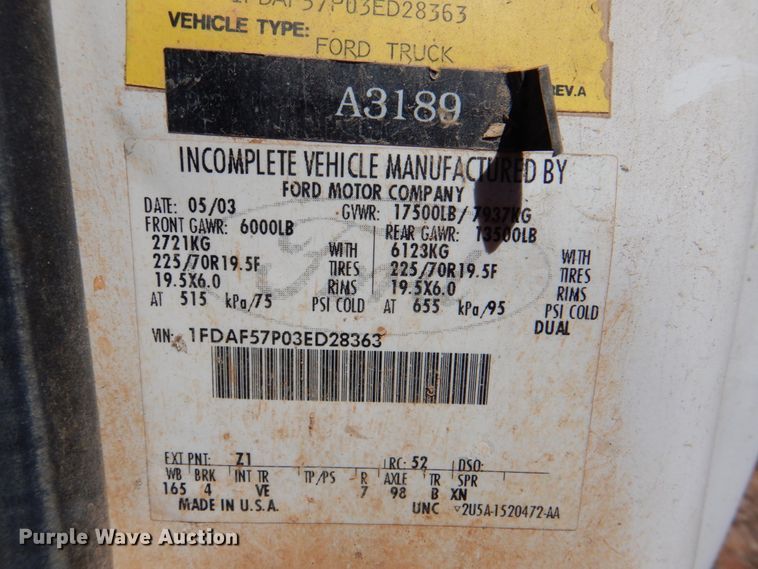 1FDAF57P03ED28363
VEHICLE TYPE:
FORD TRUCK
REV.A
A3189
INCOMPLETE VEHICLE MANUFACTURED BY
FORD MOTOR COMPANY
DATE: 05/03 GVWR: 17500LB/ 7937KG
FRONT GAWR: 6000LB REAR GAWR: 13500LB
2721KG WITH 6123KG WITH
225/70R19.5F TIRES 225/70R19.5F TIRES
19.5X6.0 RIMS 19.5X6.0 RIMS
AT 515 kPa/75 PSI COLD AT 655 kPa/95 PSI COLD
DUAL
Ford
VIN: 1FDAF57P03ED28363
EXT PNT: Z1 RC: 52 DSO:
WB BRK INT TR TP/PS R AXLE TR SPR
165 4 VE 7 98 B XN
MADE IN U.S.A. UNC ▽2U5A-1520472-AA
Purple Wave Auction